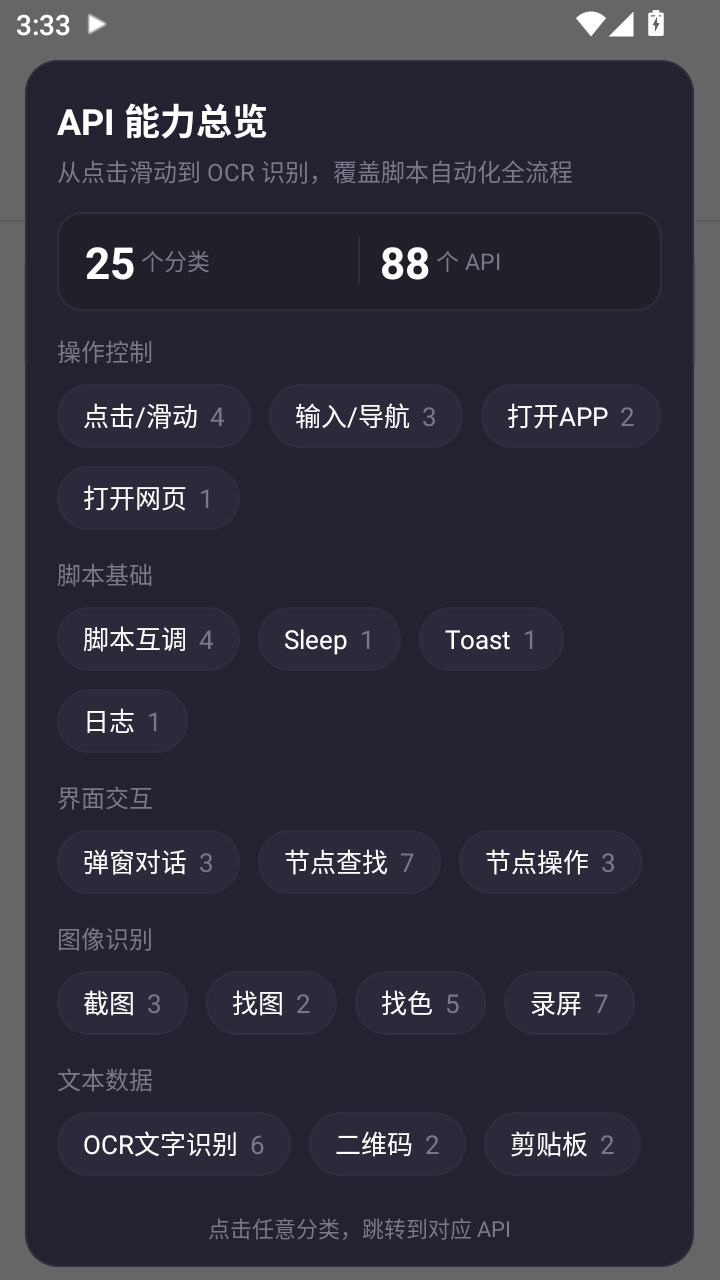 3:33
API 能力总览
从点击滑动到 OCR 识别，覆盖脚本自动化全流程
25 个分类 88 个 API
操作控制
点击/滑动 4 输入/导航 3 打开APP 2
打开网页 1
脚本基础
脚本互调 4 Sleep 1 Toast 1
日志 1
界面交互
弹窗对话 3 节点查找 7 节点操作 3
图像识别
截图 3 找图 2 找色 5 录屏 7
文本数据
OCR文字识别 6 二维码 2 剪贴板 2
点击任意分类，跳转到对应 API